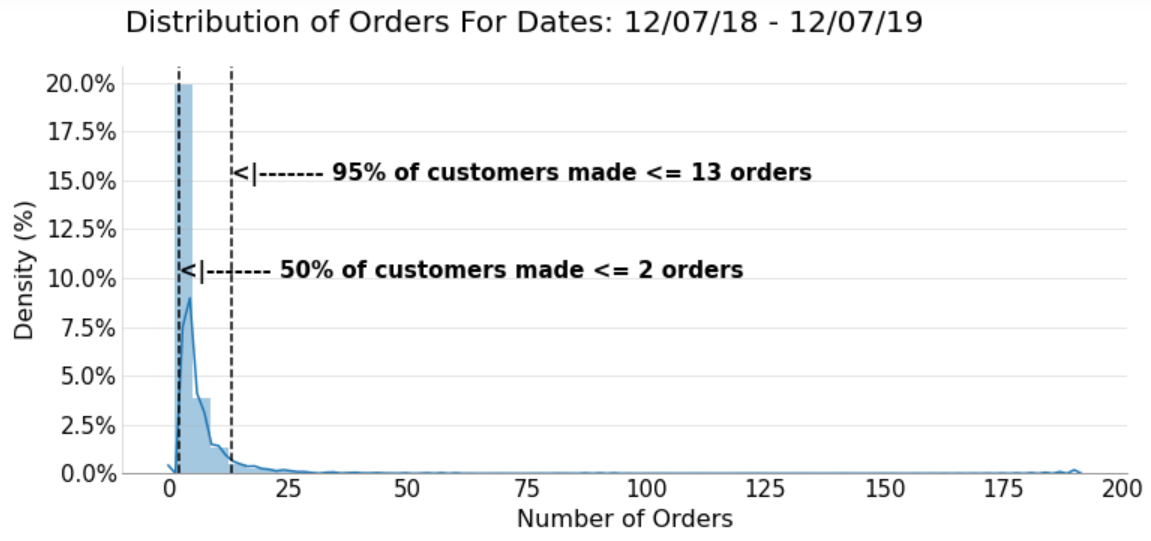 Distribution of Orders For Dates: 12/07/18 - 12/07/19
20.0%
17.5%
<|------- 95% of customers made <= 13 orders
15.0%
12.5%
<|------- 50% of customers made <= 2 orders
10.0%
7.5%
5.0%
2.5%
0.0%
Density (%)
0 25 50 75 100 125 150 175 200
Number of Orders